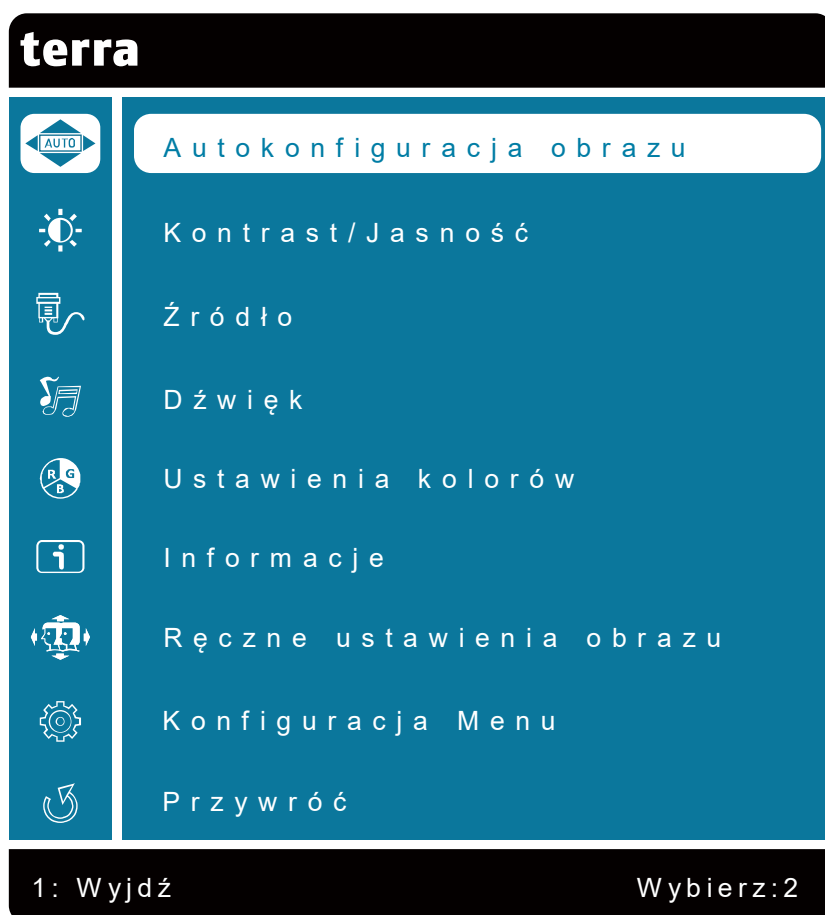 terra
AUTO
Autokonfiguracja obrazu
Kontrast/Jasność
Źródło
Dźwięk
R G B
Ustawienia kolorów
i
Informacje
Ręczne ustawienia obrazu
Konfiguracja Menu
Przywróć
1: Wyjdź
Wybierz:2